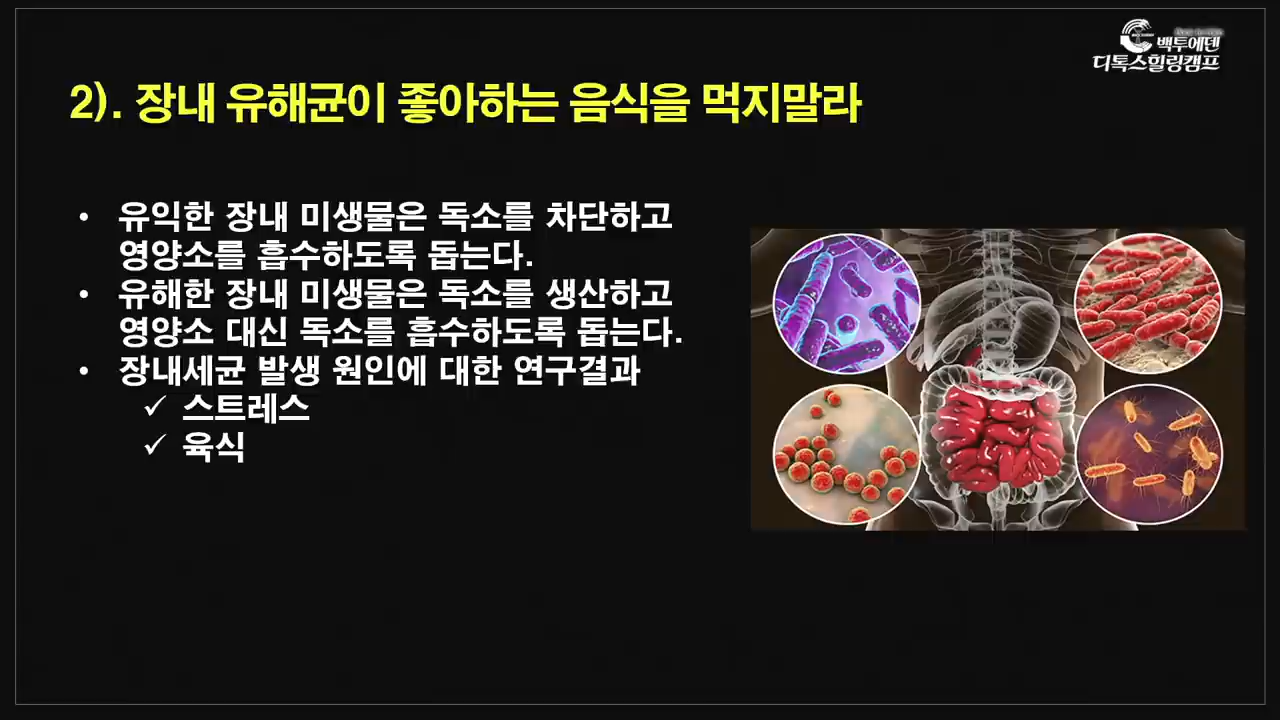 백투에덴
디톡스힐링캠프
2). 장내 유해균이 좋아하는 음식을 먹지말라
• 유익한 장내 미생물은 독소를 차단하고
영양소를 흡수하도록 돕는다.
• 유해한 장내 미생물은 독소를 생산하고
영양소 대신 독소를 흡수하도록 돕는다.
• 장내세균 발생 원인에 대한 연구결과
✓ 스트레스
✓ 육식